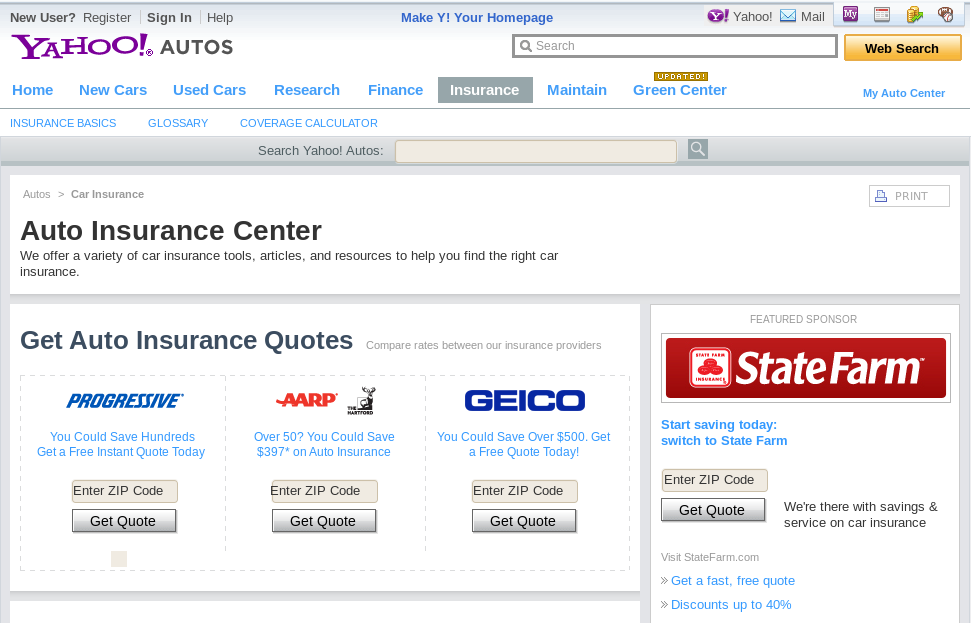 New User? Register Sign In Help Make Y! Your Homepage Y! Yahoo! Mail My
YAHOO!® AUTOS Search Web Search
UPDATED!
Home New Cars Used Cars Research Finance Insurance Maintain Green Center My Auto Center
INSURANCE BASICS GLOSSARY COVERAGE CALCULATOR
Search Yahoo! Autos:
Autos > Car Insurance PRINT
Auto Insurance Center
We offer a variety of car insurance tools, articles, and resources to help you find the right car
insurance.
Get Auto Insurance Quotes Compare rates between our insurance providers
PROGRESSIVE
You Could Save Hundreds
Get a Free Instant Quote Today
Enter ZIP Code
Get Quote
AARP THE HARTFORD
Over 50? You Could Save
$397* on Auto Insurance
Enter ZIP Code
Get Quote
GEICO
You Could Save Over $500. Get
a Free Quote Today!
Enter ZIP Code
Get Quote
FEATURED SPONSOR
STATE FARM
INSURANCE
State Farm™
Start saving today:
switch to State Farm
Enter ZIP Code
Get Quote
We're there with savings &
service on car insurance
Visit StateFarm.com
Get a fast, free quote
Discounts up to 40%